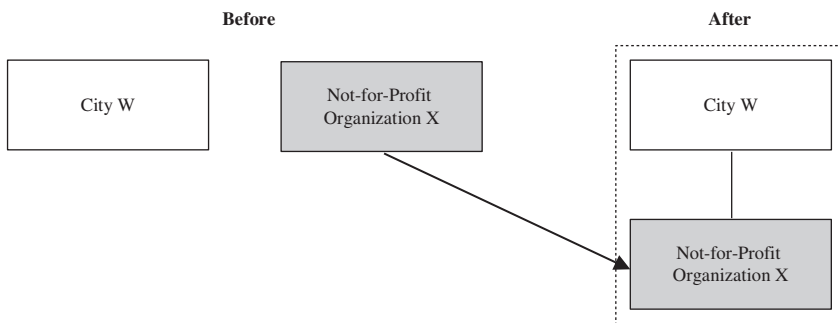 Before
After
City W
Not-for-Profit
Organization X
City W
Not-for-Profit
Organization X